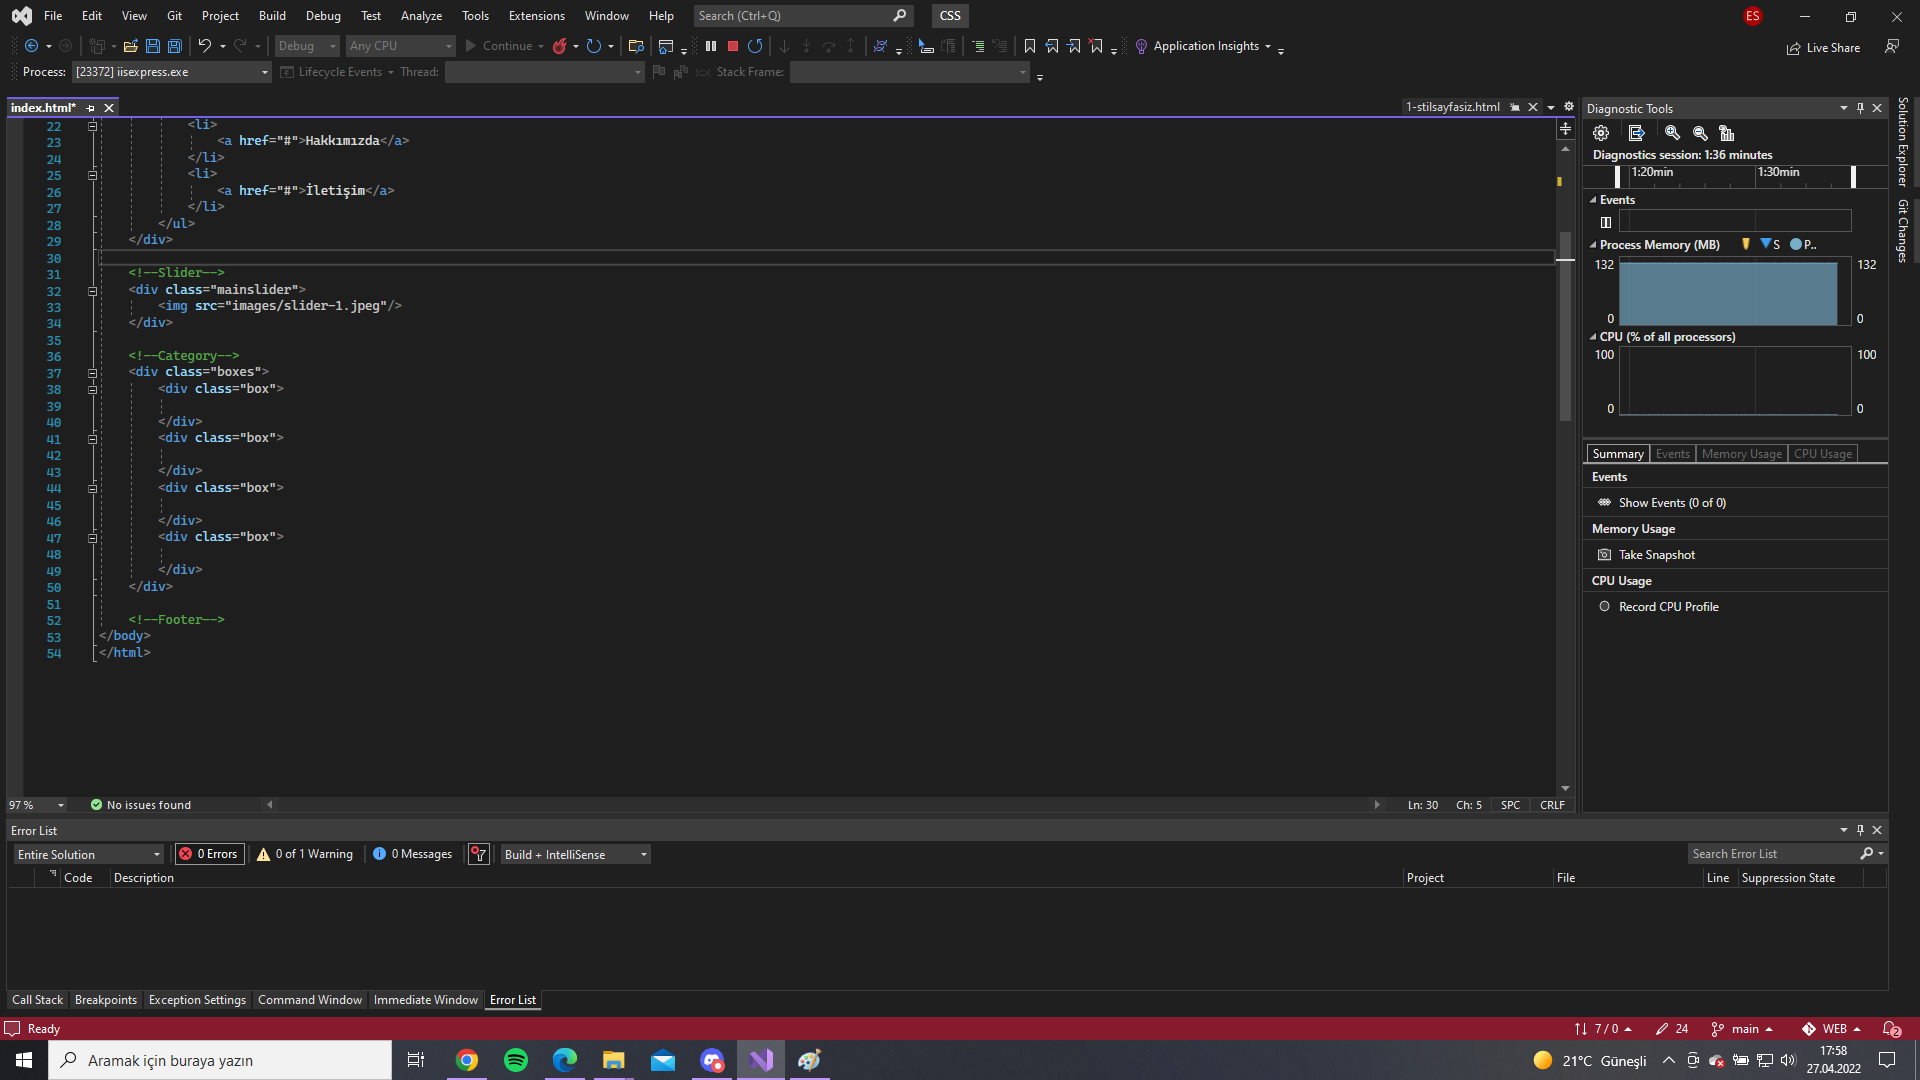 File Edit View Git Project Build Debug Test Analyze Tools Extensions Window Help Search (Ctrl+Q) CSS ES
Debug Any CPU Continue Application Insights Live Share
Process: [23372] iisexpress.exe Lifecycle Events Thread: Stack Frame:
index.html* 1-stilsayfasiz.html
22 <li>
23 <a href="#">Hakkımızda</a>
24 </li>
25 <li>
26 <a href="#">İletişim</a>
27 </li>
28 </ul>
29 </div>
30
31 <!--Slider-->
32 <div class="mainslider">
33 <img src="images/slider-1.jpeg"/>
34 </div>
35
36 <!--Category-->
37 <div class="boxes">
38 <div class="box">
39
40 </div>
41 <div class="box">
42
43 </div>
44 <div class="box">
45
46 </div>
47 <div class="box">
48
49 </div>
50 </div>
51
52 <!--Footer-->
53 </body>
54 </html>
97 % No issues found Ln: 30 Ch: 5 SPC CRLF
Diagnostic Tools
Diagnostics session: 1:36 minutes
1:20min 1:30min
Events
Process Memory (MB) S P..
132 132
0 0
CPU (% of all processors)
100 100
0 0
Summary Events Memory Usage CPU Usage
Events
Show Events (0 of 0)
Memory Usage
Take Snapshot
CPU Usage
Record CPU Profile
Solution Explorer
Git Changes
Error List
Entire Solution 0 Errors 0 of 1 Warning 0 Messages Build + IntelliSense Search Error List
Code Description Project File Line Suppression State
Call Stack Breakpoints Exception Settings Command Window Immediate Window Error List
Ready 7 / 0 24 main WEB 2
Aramak için buraya yazın 21°C Güneşli 17:58
27.04.2022